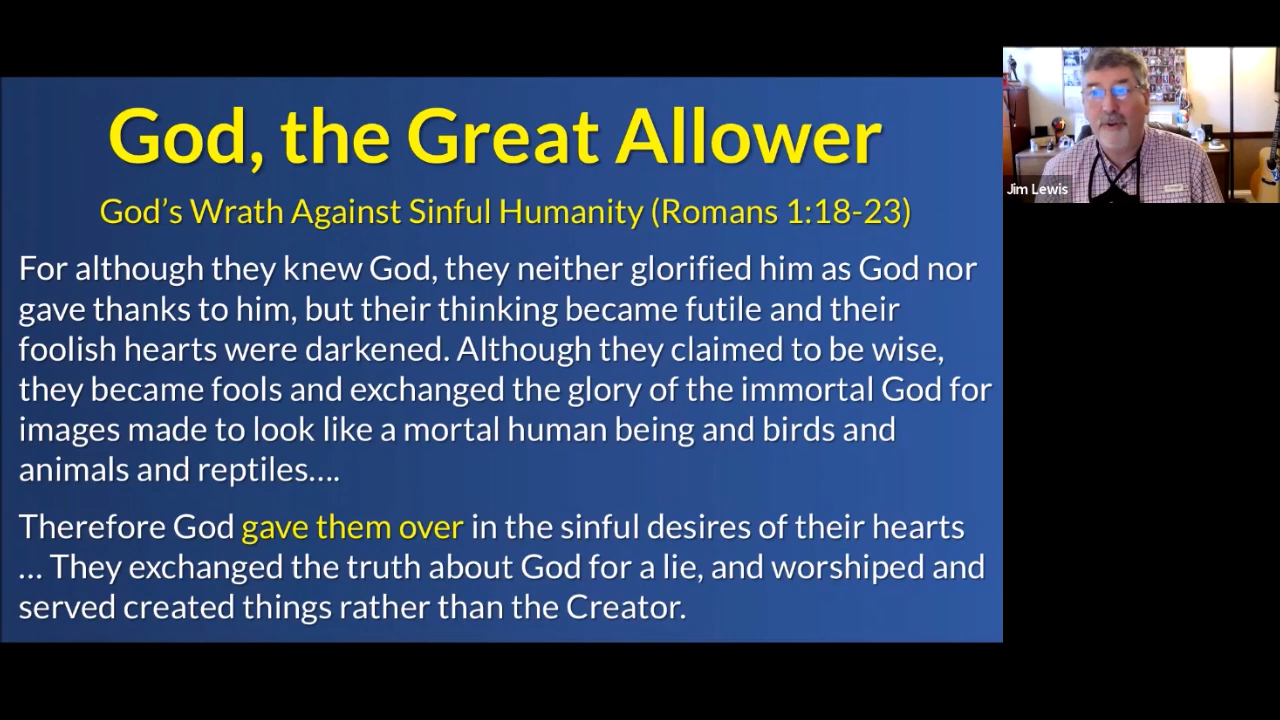 God, the Great Allower
God’s Wrath Against Sinful Humanity (Romans 1:18-23)
For although they knew God, they neither glorified him as God nor
gave thanks to him, but their thinking became futile and their
foolish hearts were darkened. Although they claimed to be wise,
they became fools and exchanged the glory of the immortal God for
images made to look like a mortal human being and birds and
animals and reptiles....
Therefore God gave them over in the sinful desires of their hearts
... They exchanged the truth about God for a lie, and worshiped and
served created things rather than the Creator.
Jim Lewis